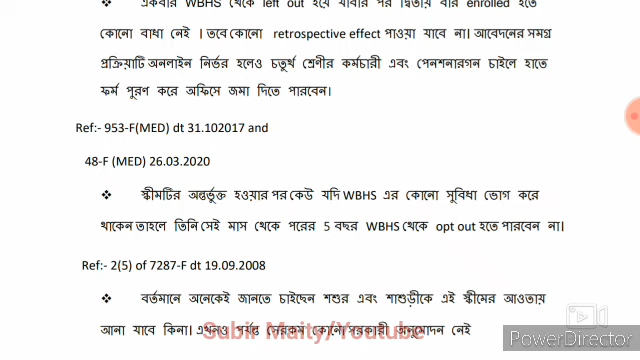 ❖ একবার WBHS থেকে left out হয়ে যাবার পর দ্বিতীয় বার enrolled হতে
কোনো বাধা নেই । তবে কোনো retrospective effect পাওয়া যাবে না। আবেদনের সমগ্র
প্রক্রিয়াটি অনলাইন নির্ভর হলেও চতুর্থ শ্রেণীর কর্মচারী এবং পেনশনারগন চাইলে হাতে
ফর্ম পুরণ করে অফিসে জমা দিতে পারবেন।
Ref:- 953-F(MED) dt 31.102017 and
48-F (MED) 26.03.2020
❖ স্কীমটির অন্তর্ভুক্ত হওয়ার পর কেউ যদি WBHS এর কোনো সুবিধা ভোগ করে
থাকেন তাহলে তিনি সেই মাস থেকে পরের 5 বছর WBHS থেকে opt out হতে পারবেন না।
Ref:- 2(5) of 7287-F dt 19.09.2008
❖ বর্তমানে অনেকেই জানতে চাইছেন শশুর এবং শাশুড়ীকে এই স্কীমের আওতায়
আনা যাবে কিনা। এখনও পর্যন্ত সেরকম কোনো সরকারী অনুমোদন নেই
Subir Maity/Youtube
PowerDirector